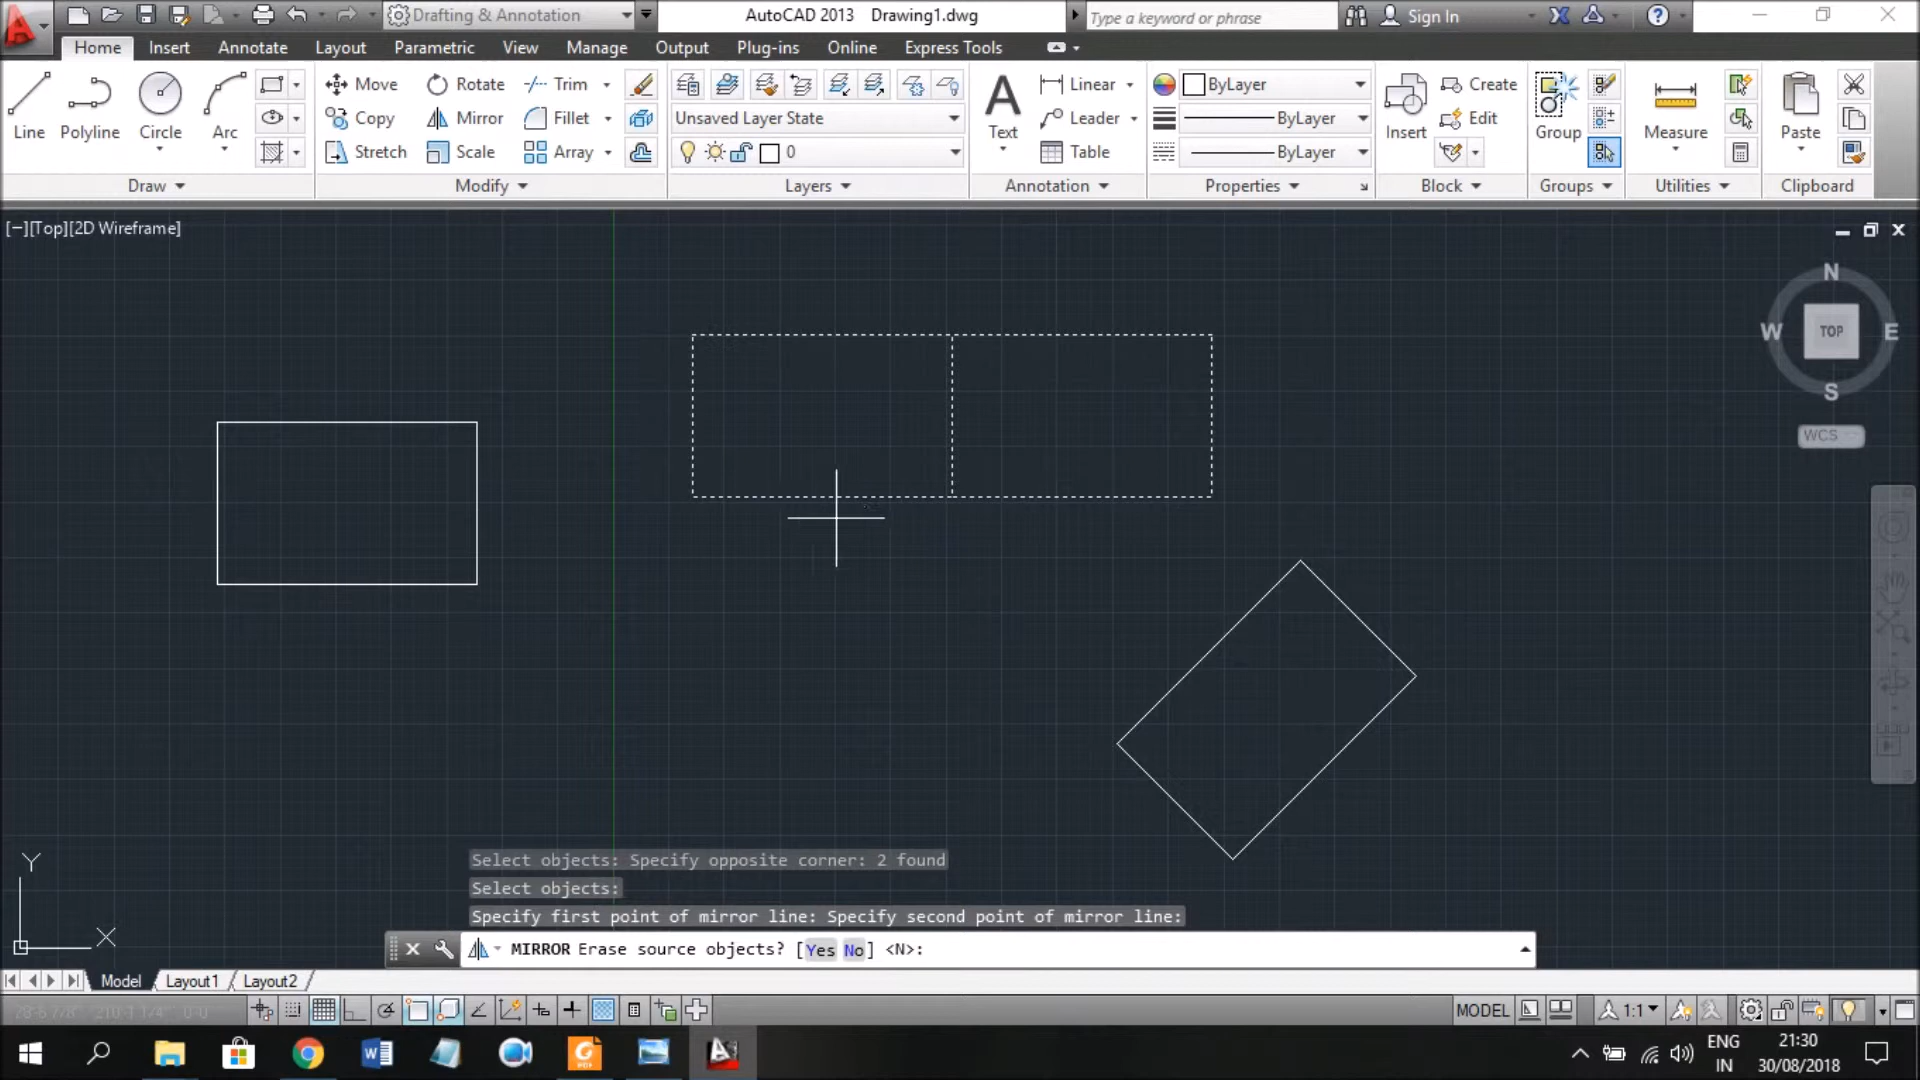 Drafting & Annotation
AutoCAD 2013 Drawing1.dwg
Type a keyword or phrase
Sign In
Home Insert Annotate Layout Parametric View Manage Output Plug-ins Online Express Tools
Line Polyline Circle Arc
Move Rotate Trim
Copy Mirror Fillet
Stretch Scale Array
Unsaved Layer State
0
Text Linear
Leader
Table
ByLayer
ByLayer
ByLayer
Insert Create
Edit
Group Measure Paste
Draw Modify Layers Annotation Properties Block Groups Utilities Clipboard
[−][Top][2D Wireframe]
N
W TOP E
S
WCS
Y
X
Select objects: Specify opposite corner: 2 found
Select objects:
Specify first point of mirror line: Specify second point of mirror line:
MIRROR Erase source objects? [Yes No] <N>:
Model Layout1 Layout2
MODEL 1:1
ENG
IN
21:30
30/08/2018